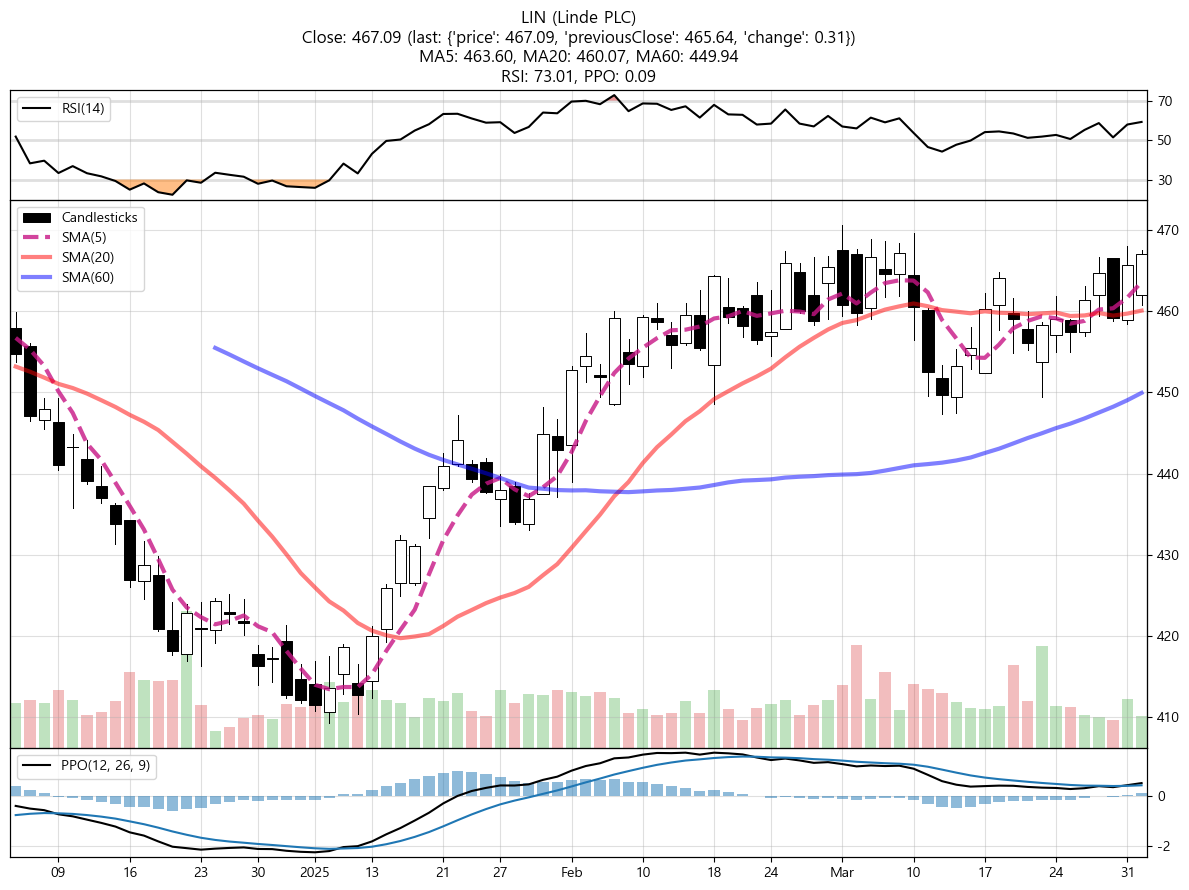 LIN (Linde PLC)
Close: 467.09 (last: {'price': 467.09, 'previousClose': 465.64, 'change': 0.31})
MA5: 463.60, MA20: 460.07, MA60: 449.94
RSI: 73.01, PPO: 0.09
RSI(14)
70
50
30
Candlesticks
SMA(5)
SMA(20)
SMA(60)
470
460
450
440
430
420
410
PPO(12, 26, 9)
0
-2
09 16 23 30 2025 13 21 27 Feb 10 18 24 Mar 10 17 24 31